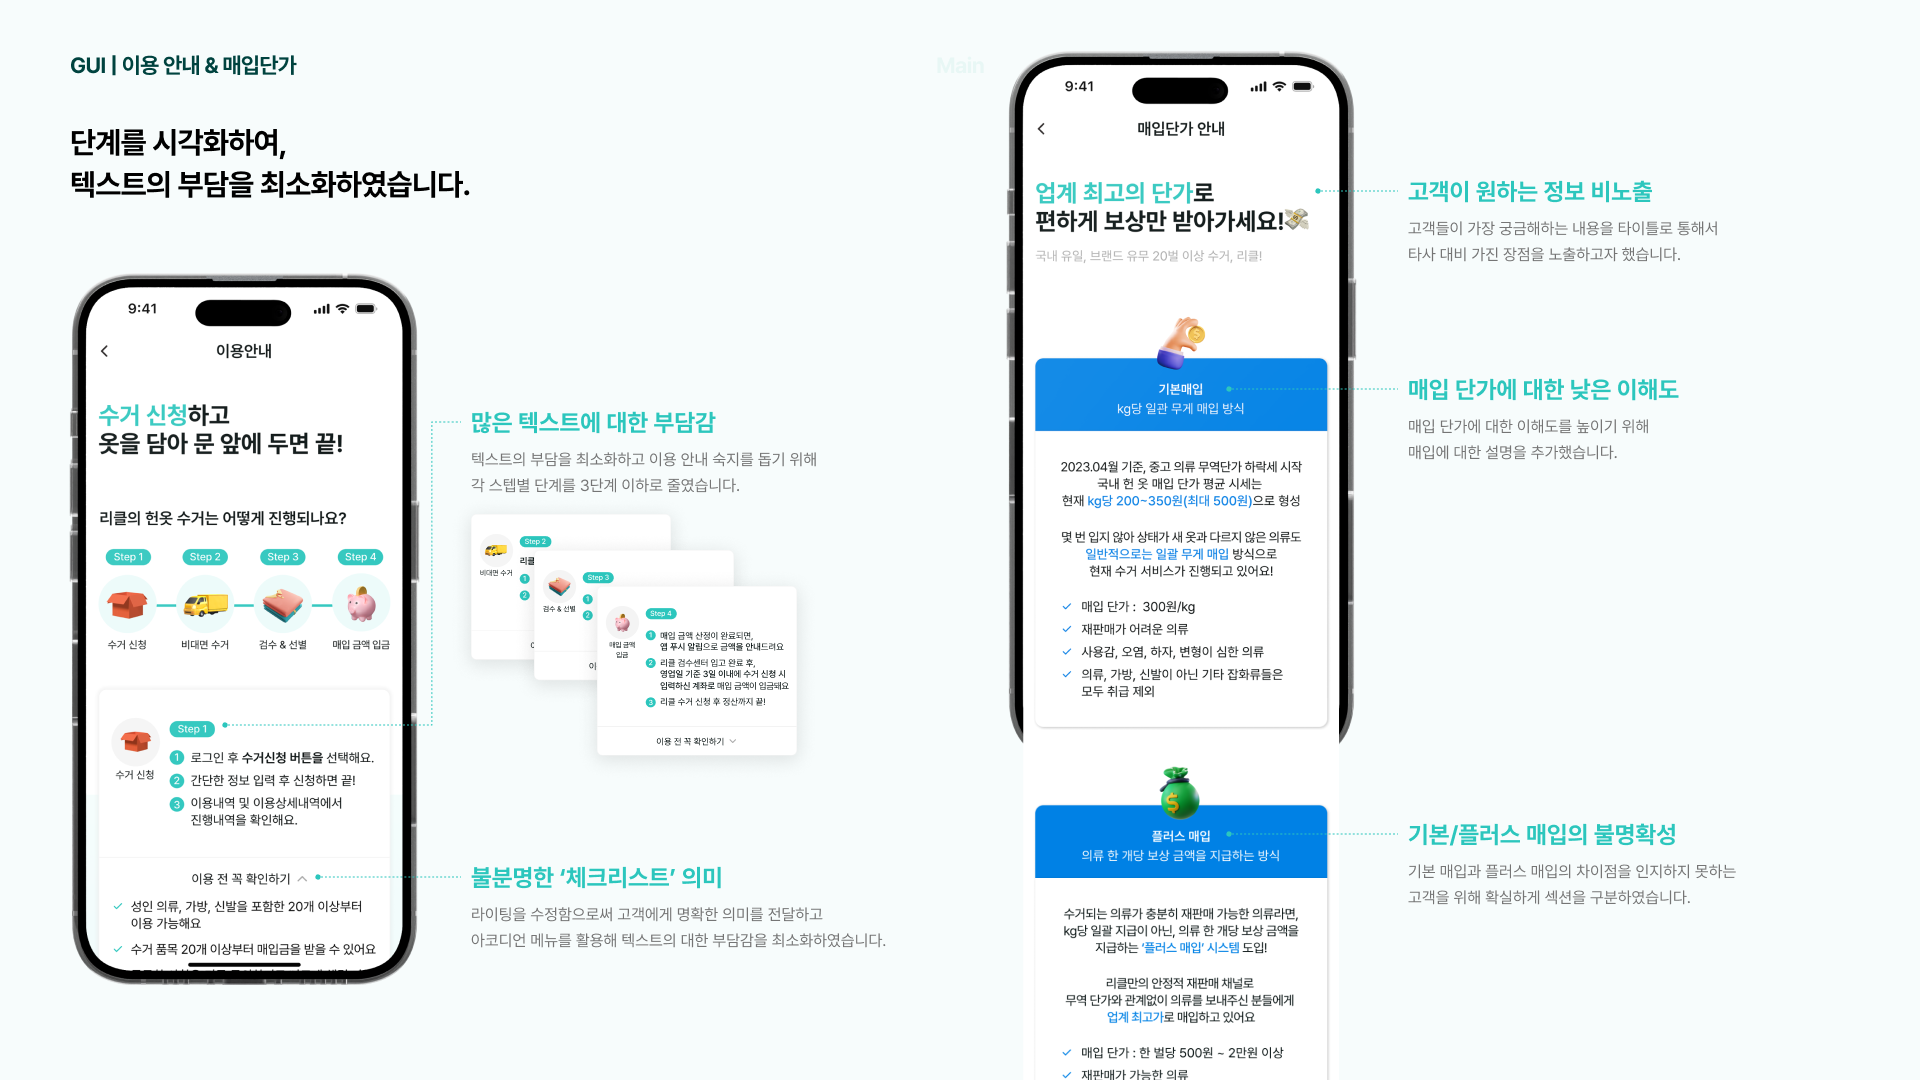 GUI | 이용 안내 & 매입단가
Main
단계를 시각화하여,
텍스트의 부담을 최소화하였습니다.
9:41
이용안내
수거 신청하고
옷을 담아 문 앞에 두면 끝!
리클의 헌옷 수거는 어떻게 진행되나요?
Step 1
Step 2
Step 3
Step 4
수거 신청
비대면 수거
검수 & 선별
매입 금액 입금
수거 신청
Step 1
1 로그인 후 수거신청 버튼을 선택해요.
2 간단한 정보 입력 후 신청하면 끝!
3 이용내역 및 이용상세내역에서
진행내역을 확인해요.
이용 전 꼭 확인하기
성인 의류, 가방, 신발을 포함한 20개 이상부터
이용 가능해요
수거 품목 20개 이상부터 매입금을 받을 수 있어요
많은 텍스트에 대한 부담감
텍스트의 부담을 최소화하고 이용 안내 숙지를 돕기 위해
각 스텝별 단계를 3단계 이하로 줄였습니다.
비대면 수거
Step 2
리클
1
2
이
검수 & 선별
Step 3
1
2
이
매입 금액
입금
Step 4
1 매입 금액 산정이 완료되면,
앱 푸시 알림으로 금액을 안내드려요
2 리클 검수센터 입고 완료 후,
영업일 기준 3일 이내에 수거 신청 시
입력하신 계좌로 매입 금액이 입금돼요
3 리클 수거 신청 후 정산까지 끝!
이용 전 꼭 확인하기
불분명한 ‘체크리스트’ 의미
라이팅을 수정함으로써 고객에게 명확한 의미를 전달하고
아코디언 메뉴를 활용해 텍스트의 대한 부담감을 최소화하였습니다.
9:41
매입단가 안내
업계 최고의 단가로
편하게 보상만 받아가세요!
국내 유일, 브랜드 유무 20벌 이상 수거, 리클!
기본매입
kg당 일관 무게 매입 방식
2023.04월 기준, 중고 의류 무역단가 하락세 시작
국내 헌 옷 매입 단가 평균 시세는
현재 kg당 200~350원(최대 500원)으로 형성
몇 번 입지 않아 상태가 새 옷과 다르지 않은 의류도
일반적으로는 일괄 무게 매입 방식으로
현재 수거 서비스가 진행되고 있어요!
매입 단가 : 300원/kg
재판매가 어려운 의류
사용감, 오염, 하자, 변형이 심한 의류
의류, 가방, 신발이 아닌 기타 잡화류들은
모두 취급 제외
플러스 매입
의류 한 개당 보상 금액을 지급하는 방식
수거되는 의류가 충분히 재판매 가능한 의류라면,
kg당 일괄 지급이 아닌, 의류 한 개당 보상 금액을
지급하는 ‘플러스 매입’ 시스템 도입!
리클만의 안정적 재판매 채널로
무역 단가와 관계없이 의류를 보내주신 분들에게
업계 최고가로 매입하고 있어요
매입 단가 : 한 벌당 500원 ~ 2만원 이상
재판매가 가능한 의류
고객이 원하는 정보 비노출
고객들이 가장 궁금해하는 내용을 타이틀로 통해서
타사 대비 가진 장점을 노출하고자 했습니다.
매입 단가에 대한 낮은 이해도
매입 단가에 대한 이해도를 높이기 위해
매입에 대한 설명을 추가했습니다.
기본/플러스 매입의 불명확성
기본 매입과 플러스 매입의 차이점을 인지하지 못하는
고객을 위해 확실하게 섹션을 구분하였습니다.